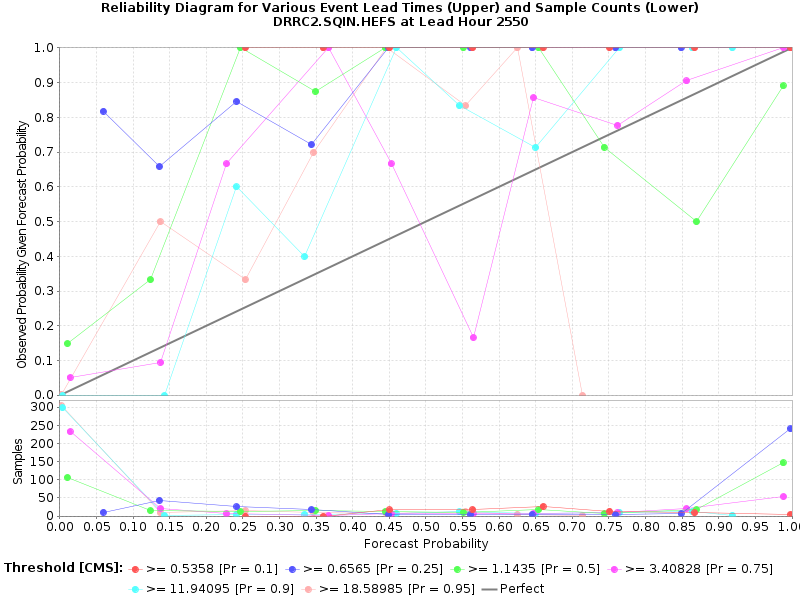 Reliability Diagram for Various Event Lead Times (Upper) and Sample Counts (Lower)
DRRC2.SQIN.HEFS at Lead Hour 2550
Observed Probability Given Forecast Probability
1.0
0.9
0.8
0.7
0.6
0.5
0.4
0.3
0.2
0.1
0.0
Samples
300
250
200
150
100
50
0
0.00 0.05 0.10 0.15 0.20 0.25 0.30 0.35 0.40 0.45 0.50 0.55 0.60 0.65 0.70 0.75 0.80 0.85 0.90 0.95 1.0
Forecast Probability
Threshold [CMS]: >= 0.5358 [Pr = 0.1] >= 0.6565 [Pr = 0.25] >= 1.1435 [Pr = 0.5] >= 3.40828 [Pr = 0.75]
>= 11.94095 [Pr = 0.9] >= 18.58985 [Pr = 0.95] Perfect